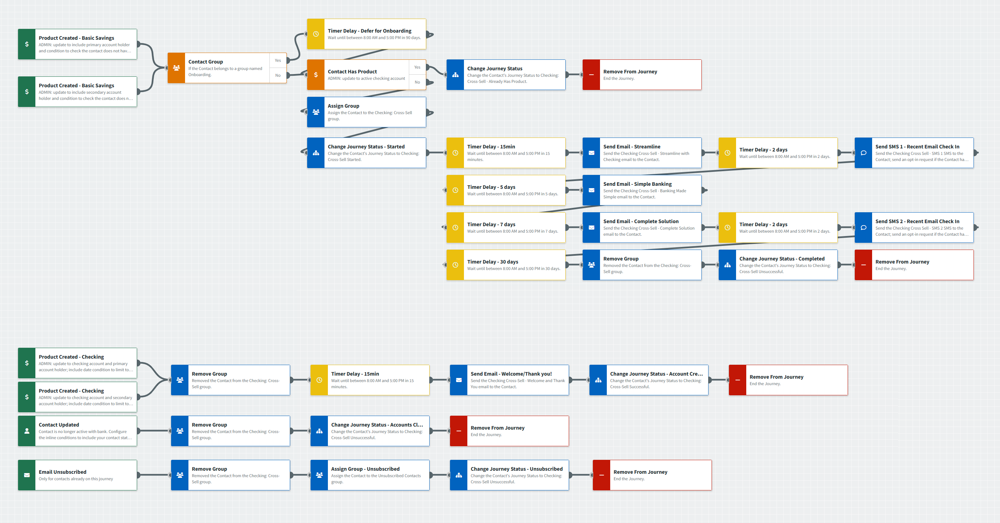 Product Created - Basic Savings
ADMIN: update to include primary account holder
and condition to check the contact does not hav…
Product Created - Basic Savings
ADMIN: update to include secondary account
holder and condition to check the contact does n…
Contact Group
If the Contact belongs to a group named
Onboarding.
Yes
No
Timer Delay - Defer for Onboarding
Wait until between 8:00 AM and 5:00 PM in 90 days.
Contact Has Product
ADMIN: update to active checking account
Yes
No
Change Journey Status
Change the Contact's Journey Status to Checking:
Cross-Sell - Already Has Product.
Remove From Journey
End the Journey.
Assign Group
Assign the Contact to the Checking: Cross-Sell
group.
Change Journey Status - Started
Change the Contact's Journey Status to Checking:
Cross-Sell Started.
Timer Delay - 15min
Wait until between 8:00 AM and 5:00 PM in 15
minutes.
Send Email - Streamline
Send the Checking Cross-Sell - Streamline with
Checking email to the Contact.
Timer Delay - 2 days
Wait until between 8:00 AM and 5:00 PM in 2 days.
Send SMS 1 - Recent Email Check In
Send the Checking Cross Sell - SMS 1 SMS to the
Contact; send an opt-in request if the Contact ha…
Timer Delay - 5 days
Wait until between 8:00 AM and 5:00 PM in 5 days.
Send Email - Simple Banking
Send the Checking Cross-Sell - Banking Made
Simple email to the Contact.
Timer Delay - 7 days
Wait until between 8:00 AM and 5:00 PM in 7 days.
Send Email - Complete Solution
Send the Checking Cross-Sell - Complete Solution
email to the Contact.
Timer Delay - 2 days
Wait until between 8:00 AM and 5:00 PM in 2 days.
Send SMS 2 - Recent Email Check In
Send the Checking Cross Sell - SMS 2 SMS to the
Contact; send an opt-in request if the Contact ha…
Timer Delay - 30 days
Wait until between 8:00 AM and 5:00 PM in 30 days.
Remove Group
Removed the Contact from the Checking: Cross-
Sell group.
Change Journey Status - Completed
Change the Contact's Journey Status to Checking:
Cross-Sell Unsuccessful.
Remove From Journey
End the Journey.
Product Created - Checking
ADMIN: update to checking account and primary
account holder; include date condition to limit to…
Product Created - Checking
ADMIN: update to checking account and secondary
account holder; include date condition to limit to…
Remove Group
Removed the Contact from the Checking: Cross-
Sell group.
Timer Delay - 15min
Wait until between 8:00 AM and 5:00 PM in 15
minutes.
Send Email - Welcome/Thank you!
Send the Checking Cross-Sell - Welcome and Thank
You email to the Contact.
Change Journey Status - Account Cre…
Change the Contact's Journey Status to Checking:
Cross-Sell Successful.
Remove From Journey
End the Journey.
Contact Updated
Contact is no longer active with bank. Configure
the inline conditions to include your contact stat…
Remove Group
Removed the Contact from the Checking: Cross-
Sell group.
Change Journey Status - Accounts Cl…
Change the Contact's Journey Status to Checking:
Cross-Sell Unsuccessful.
Remove From Journey
End the Journey.
Email Unsubscribed
Only for contacts already on this journey
Remove Group
Removed the Contact from the Checking: Cross-
Sell group.
Assign Group - Unsubscribed
Assign the Contact to the Unsubscribed Contacts
group.
Change Journey Status - Unsubscribed
Change the Contact's Journey Status to Checking:
Cross-Sell Unsuccessful.
Remove From Journey
End the Journey.